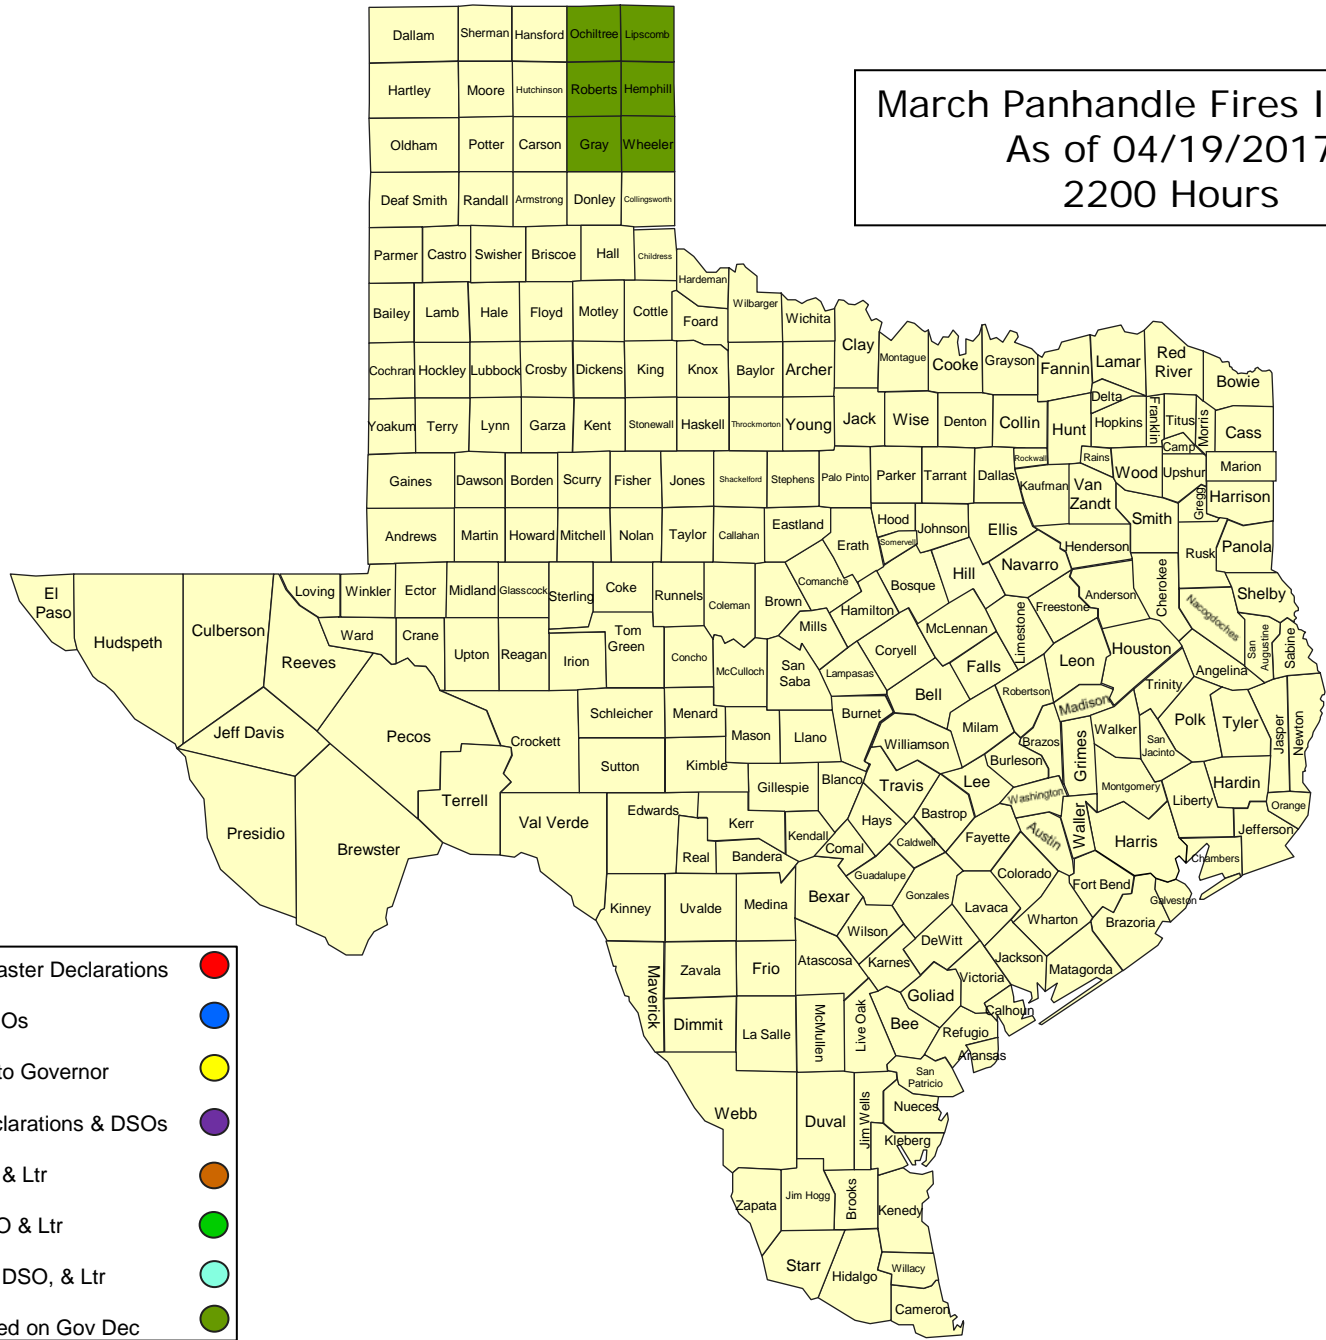 Dallam Sherman Hansford Ochiltree Lipscomb
Hartley Moore Hutchinson Roberts Hemphill
Oldham Potter Carson Gray Wheeler
Deaf Smith Randall Armstrong Donley Collingsworth
Parmer Castro Swisher Briscoe Hall Childress
Hardeman
Bailey Lamb Hale Floyd Motley Cottle Foard Wilbarger Wichita
Clay Montague Cooke Grayson Fannin Lamar Red
River Bowie
Cochran Hockley Lubbock Crosby Dickens King Knox Baylor Archer
Delta
Yoakum Terry Lynn Garza Kent Stonewall Haskell Throckmorton Young Jack Wise Denton Collin Hunt Hopkins Franklin Titus Morris Cass
Camp
Rockwall Rains Wood Upshur Marion
Gaines Dawson Borden Scurry Fisher Jones Shackelford Stephens Palo Pinto Parker Tarrant Dallas Kaufman Van
Zandt Gregg Harrison
Andrews Martin Howard Mitchell Nolan Taylor Callahan Eastland Erath Hood Somervell Johnson Ellis Henderson Smith Rusk Panola
El
Paso Hudspeth Culberson Loving Winkler Ector Midland Glasscock Sterling Coke Runnels Coleman Brown Comanche Hamilton Bosque Hill Navarro Freestone Anderson Cherokee Nacogdoches Shelby
Reeves Ward Crane Upton Reagan Irion Tom
Green Concho McCulloch San
Saba Mills Lampasas Coryell McLennan Limestone Falls Leon Houston Angelina San
Augustine Sabine
Jeff Davis Pecos Crockett Schleicher Menard Mason Llano Burnet Bell Milam Robertson Madison Trinity
Williamson Brazos Grimes Walker San
Jacinto Polk Tyler Jasper Newton
Presidio Brewster Terrell Val Verde Sutton Kimble Gillespie Blanco Travis Lee Burleson Washington Montgomery Liberty Hardin Orange
Edwards Kerr Kendall Hays Bastrop Caldwell Fayette Austin Waller Harris Jefferson
Real Bandera Comal Guadalupe Gonzales Colorado Fort Bend Chambers
Kinney Uvalde Medina Bexar Wilson Lavaca Wharton Brazoria Galveston
Maverick Zavala Frio Atascosa Karnes DeWitt Victoria Jackson Matagorda
Dimmit La Salle McMullen Live Oak Bee Goliad Refugio Calhoun
Aransas
San
Patricio
Webb Duval Jim Wells Nueces
Kleberg
Zapata Jim Hogg Brooks Kenedy
Starr Hidalgo Willacy
Cameron
March Panhandle Fires I
As of 04/19/2017
2200 Hours
aster Declarations
Os
to Governor
clarations & DSOs
& Ltr
O & Ltr
DSO, & Ltr
ed on Gov Dec